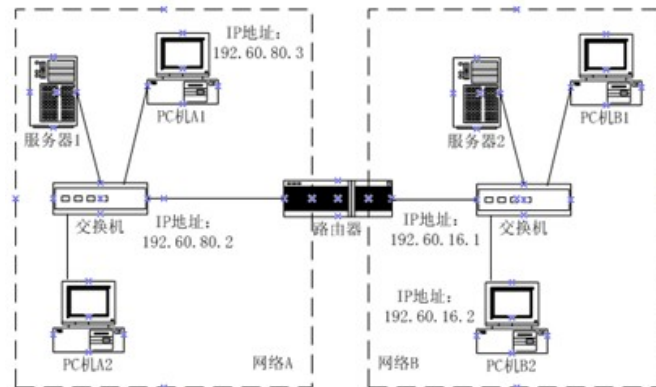 IP地址：
192.60.80.3
PC机A1
服务器1
交换机
IP地址：
192.60.80.2
PC机A2
网络A
路由器
IP地址：
192.60.16.1
服务器2
PC机B1
交换机
IP地址：
192.60.16.2
PC机B2
网络B